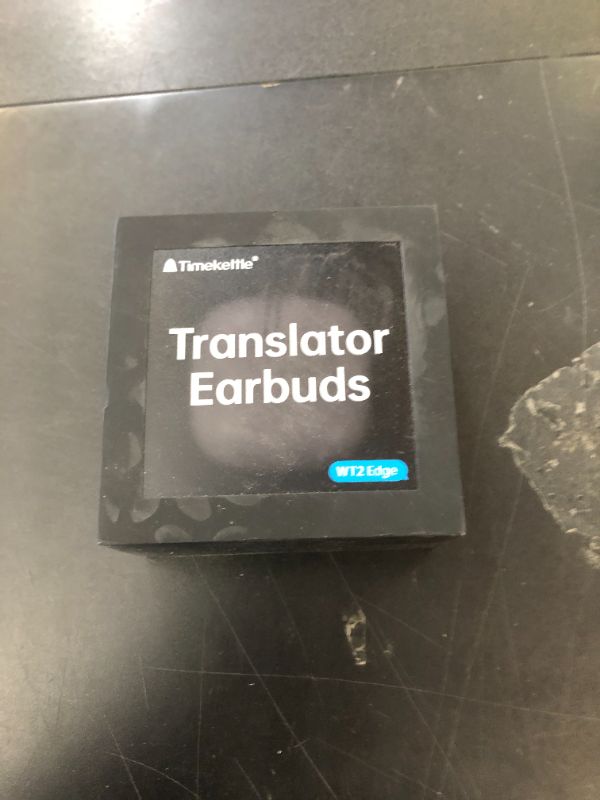 Timekettle®
Translator
Earbuds
WT2 Edge